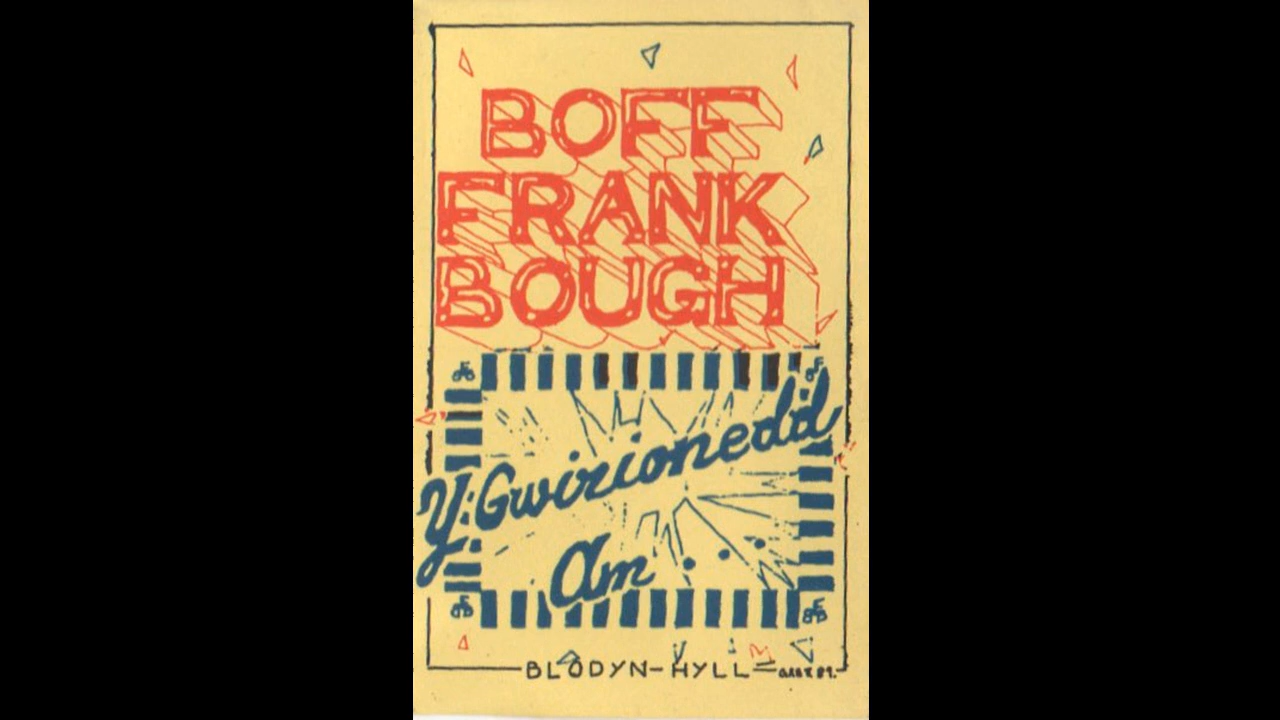 BOFF
FRANK
BOUGH
Y Gwirionedd
Am...
BLODYN-HYLL